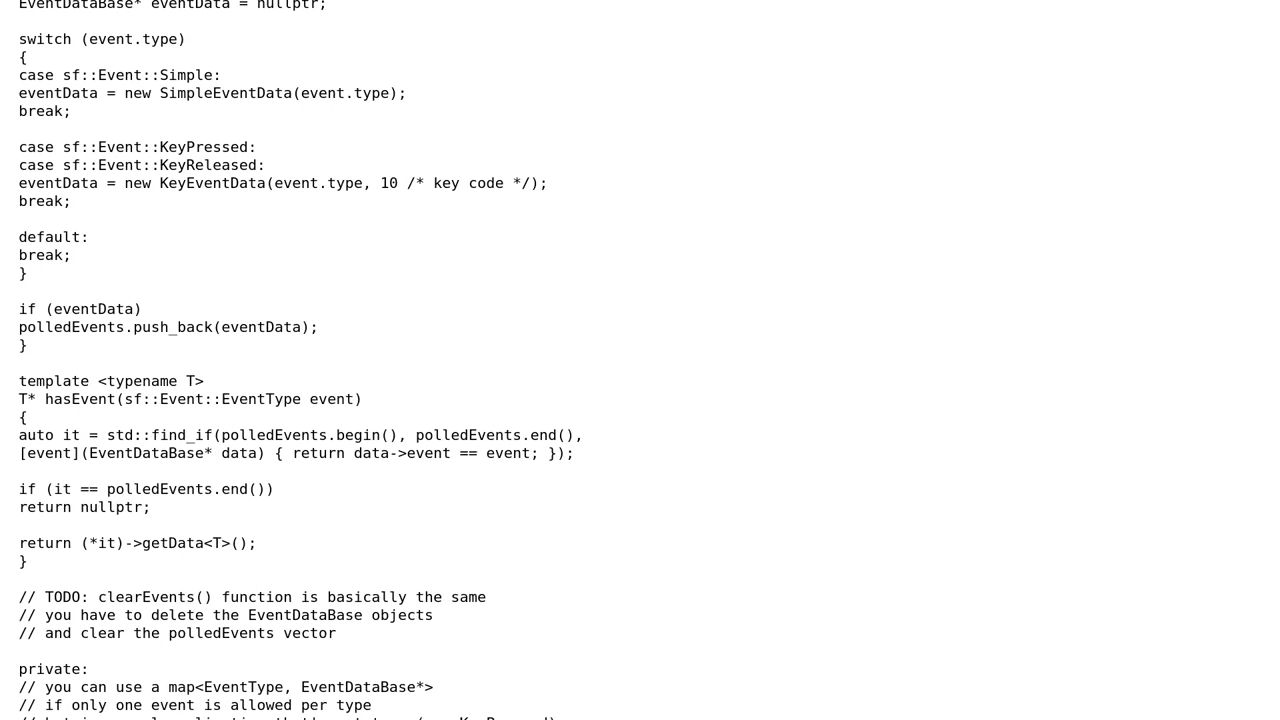 EventDataBase* eventData = nullptr;
switch (event.type)
{
case sf::Event::Simple:
eventData = new SimpleEventData(event.type);
break;
case sf::Event::KeyPressed:
case sf::Event::KeyReleased:
eventData = new KeyEventData(event.type, 10 /* key code */);
break;
default:
break;
}
if (eventData)
polledEvents.push_back(eventData);
}
template <typename T>
T* hasEvent(sf::Event::EventType event)
{
auto it = std::find_if(polledEvents.begin(), polledEvents.end(),
[event](EventDataBase* data) { return data->event == event; });
if (it == polledEvents.end())
return nullptr;
return (*it)->getData<T>();
}
// TODO: clearEvents() function is basically the same
// you have to delete the EventDataBase objects
// and clear the polledEvents vector
private:
// you can use a map<EventType, EventDataBase*>
// if only one event is allowed per type